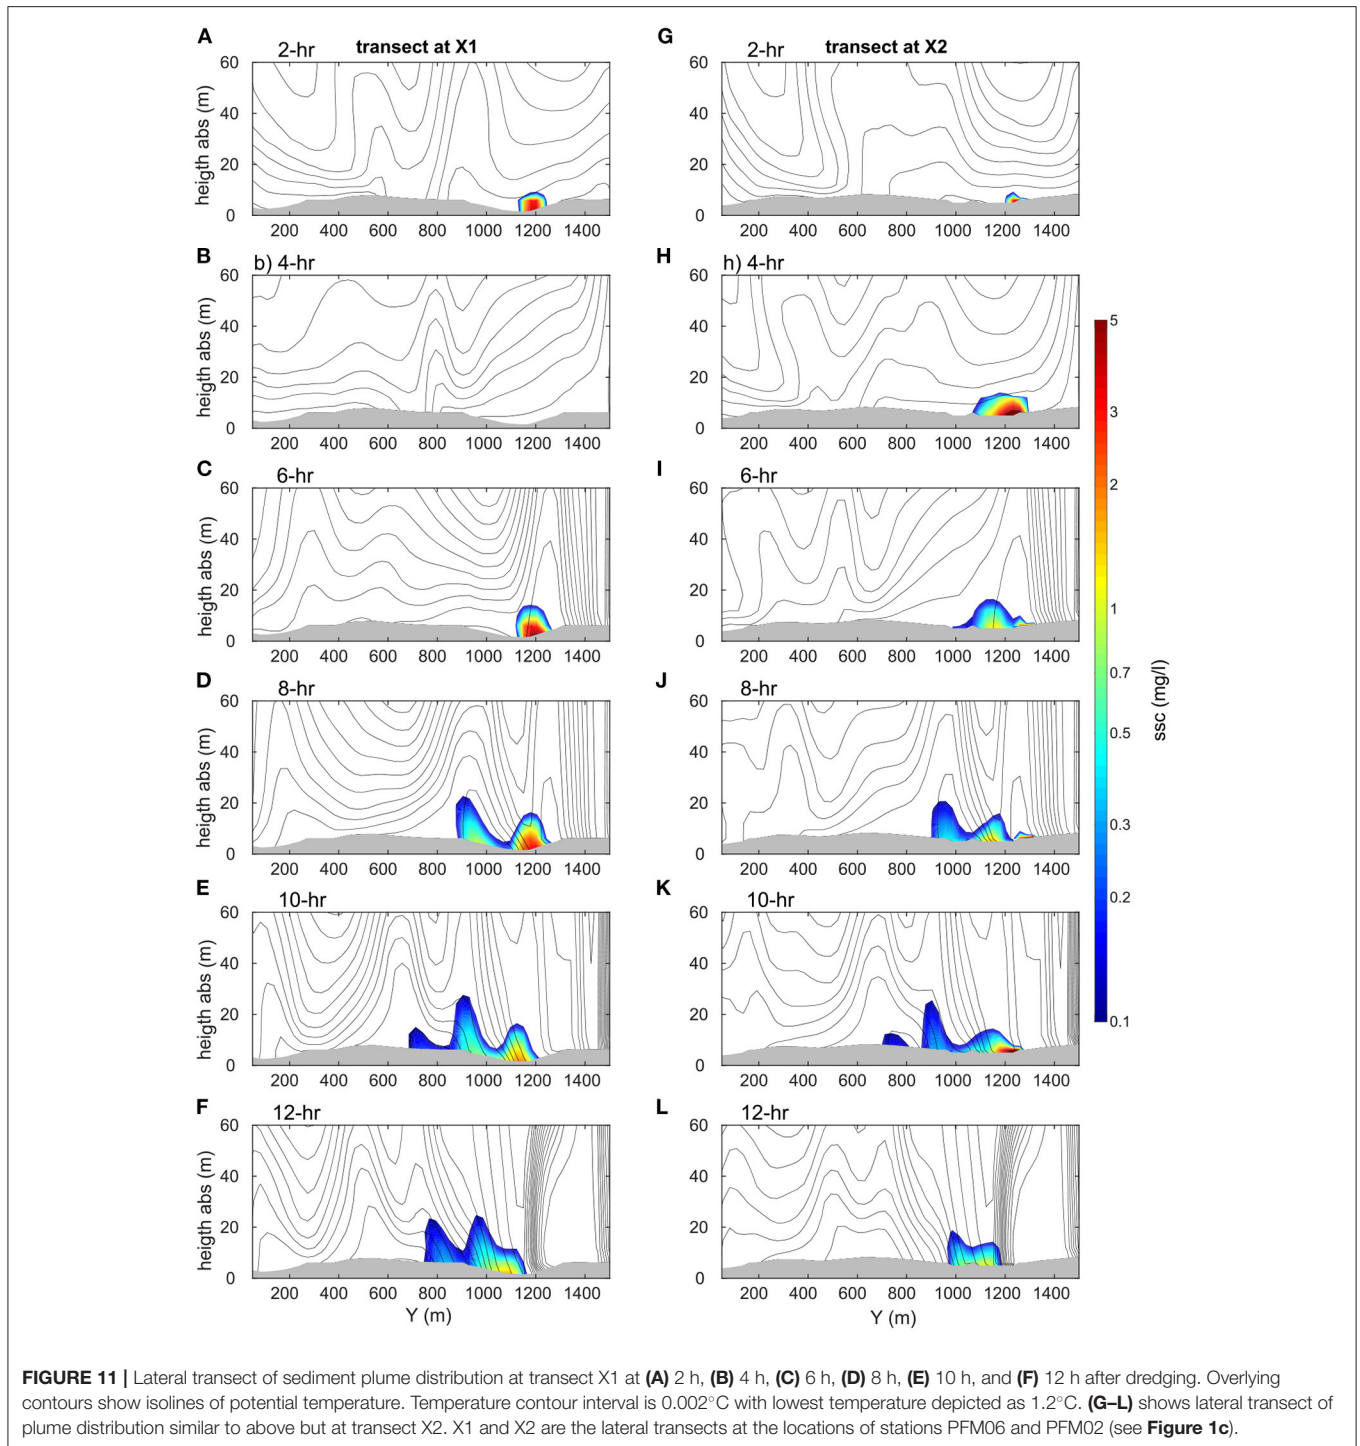 A
2-hr
transect at X1
60
40
20
0
heigth abs (m)
200 400 600 800 1000 1200 1400
G
2-hr
transect at X2
60
40
20
0
200 400 600 800 1000 1200 1400
B
b) 4-hr
60
40
20
0
heigth abs (m)
200 400 600 800 1000 1200 1400
H
h) 4-hr
60
40
20
0
200 400 600 800 1000 1200 1400
C
6-hr
60
40
20
0
heigth abs (m)
200 400 600 800 1000 1200 1400
I
6-hr
60
40
20
0
200 400 600 800 1000 1200 1400
D
8-hr
60
40
20
0
heigth abs (m)
200 400 600 800 1000 1200 1400
J
8-hr
60
40
20
0
200 400 600 800 1000 1200 1400
E
10-hr
60
40
20
0
heigth abs (m)
200 400 600 800 1000 1200 1400
K
10-hr
60
40
20
0
200 400 600 800 1000 1200 1400
F
12-hr
60
40
20
0
heigth abs (m)
200 400 600 800 1000 1200 1400
Y (m)
L
12-hr
60
40
20
0
200 400 600 800 1000 1200 1400
Y (m)
5
3
2
1
0.7
0.5
0.3
0.2
0.1
ssc (mg/l)
FIGURE 11 | Lateral transect of sediment plume distribution at transect X1 at (A) 2 h, (B) 4 h, (C) 6 h, (D) 8 h, (E) 10 h, and (F) 12 h after dredging. Overlying
contours show isolines of potential temperature. Temperature contour interval is 0.002°C with lowest temperature depicted as 1.2°C. (G–L) shows lateral transect of
plume distribution similar to above but at transect X2. X1 and X2 are the lateral transects at the locations of stations PFM06 and PFM02 (see Figure 1c).